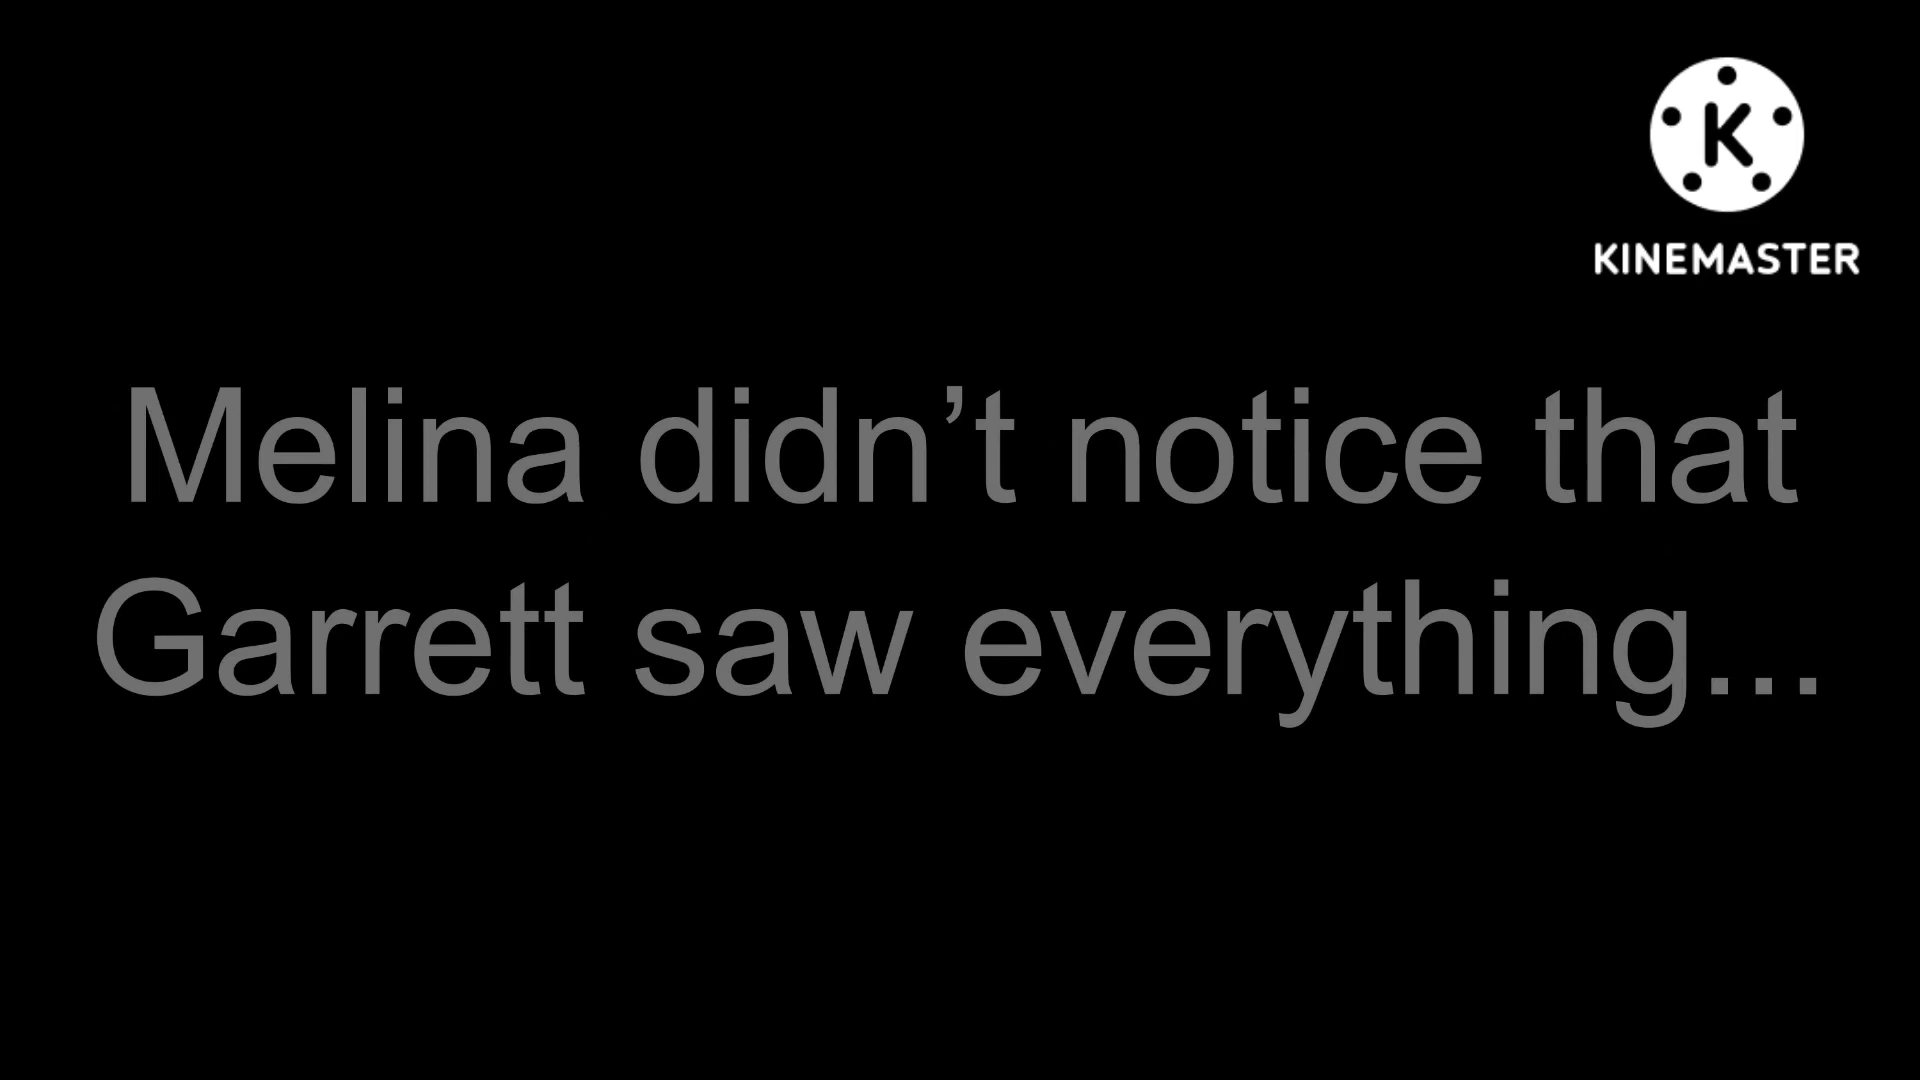 K
KINEMASTER
Melina didn’t notice that
Garrett saw everything...